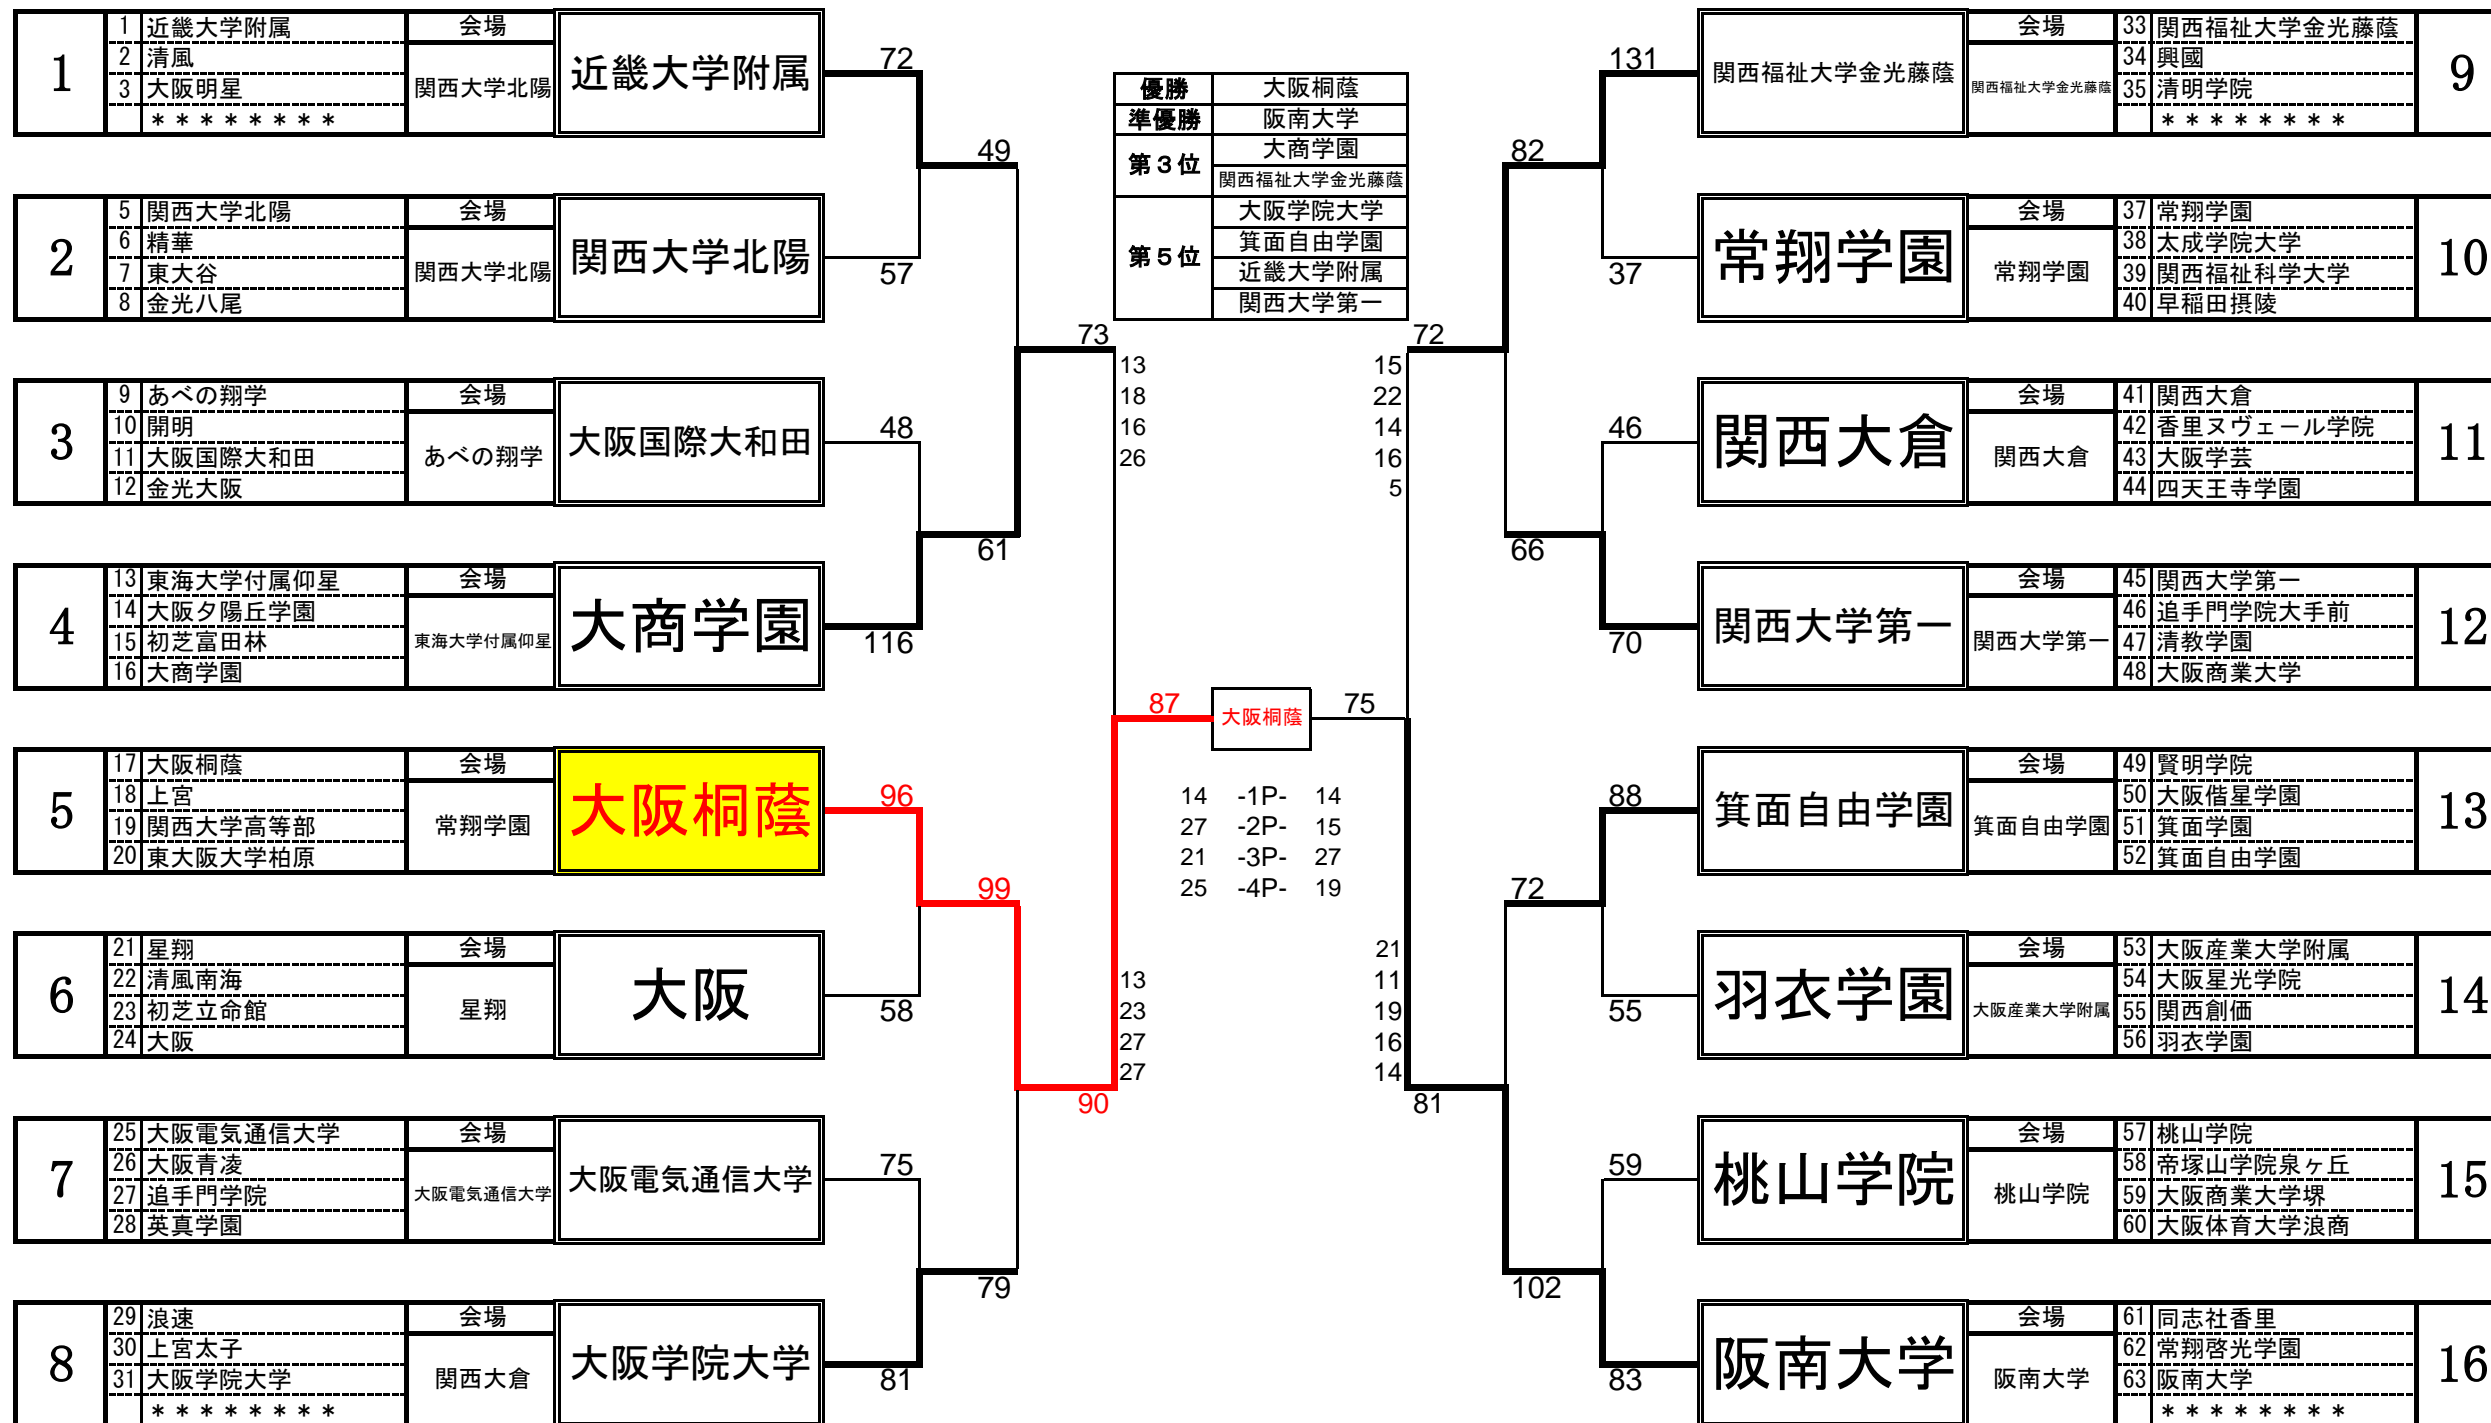 1
1 近畿大学附属
2 清風
3 大阪明星
＊＊＊＊＊＊＊＊
会場
関西大学北陽
近畿大学附属
72
2
5 関西大学北陽
6 精華
7 東大谷
8 金光八尾
会場
関西大学北陽
関西大学北陽
57
49
3
9 あべの翔学
10 開明
11 大阪国際大和田
12 金光大阪
会場
あべの翔学
大阪国際大和田
48
4
13 東海大学付属仰星
14 大阪夕陽丘学園
15 初芝富田林
16 大商学園
会場
東海大学付属仰星
大商学園
116
61
73
13
18
16
26
5
17 大阪桐蔭
18 上宮
19 関西大学高等部
20 東大阪大学柏原
会場
常翔学園
大阪桐蔭
96
6
21 星翔
22 清風南海
23 初芝立命館
24 大阪
会場
星翔
大阪
58
99
7
25 大阪電気通信大学
26 大阪青凌
27 追手門学院
28 英真学園
会場
大阪電気通信大学
大阪電気通信大学
75
8
29 浪速
30 上宮太子
31 大阪学院大学
＊＊＊＊＊＊＊＊
会場
関西大倉
大阪学院大学
81
79
90
13
23
27
27
優勝 大阪桐蔭
準優勝 阪南大学
第３位 大商学園
関西福祉大学金光藤蔭
第５位 大阪学院大学
箕面自由学園
近畿大学附属
関西大学第一
87 大阪桐蔭 75
14 -1P- 14
27 -2P- 15
21 -3P- 27
25 -4P- 19
131
関西福祉大学金光藤蔭
会場
関西福祉大学金光藤蔭
33 関西福祉大学金光藤蔭
34 興國
35 清明学院
＊＊＊＊＊＊＊＊
9
82
37
常翔学園
会場
常翔学園
37 常翔学園
38 太成学院大学
39 関西福祉科学大学
40 早稲田摂陵
10
72
15
22
14
16
5
46
関西大倉
会場
関西大倉
41 関西大倉
42 香里ヌヴェール学院
43 大阪学芸
44 四天王寺学園
11
66
70
関西大学第一
会場
関西大学第一
45 関西大学第一
46 追手門学院大手前
47 清教学園
48 大阪商業大学
12
88
箕面自由学園
会場
箕面自由学園
49 賢明学院
50 大阪偕星学園
51 箕面学園
52 箕面自由学園
13
72
55
羽衣学園
会場
大阪産業大学附属
53 大阪産業大学附属
54 大阪星光学院
55 関西創価
56 羽衣学園
14
21
11
19
16
14
81
59
桃山学院
会場
桃山学院
57 桃山学院
58 帝塚山学院泉ヶ丘
59 大阪商業大学堺
60 大阪体育大学浪商
15
102
83
阪南大学
会場
阪南大学
61 同志社香里
62 常翔啓光学園
63 阪南大学
＊＊＊＊＊＊＊＊
16